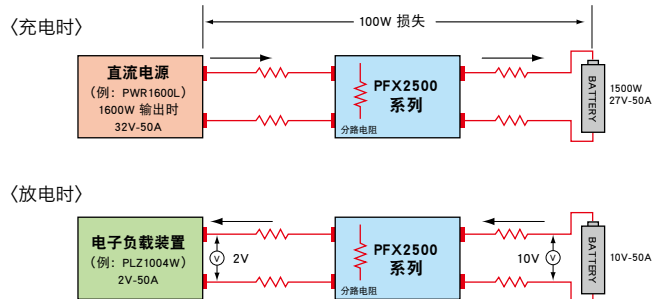 〈充电时〉
100W 损失
直流电源
（例：PWR1600L）
1600W 输出时
32V-50A
PFX2500
系列
分路电阻
BATTERY
1500W
27V-50A
〈放电时〉
电子负载装置
（例：PLZ1004W）
2V-50A
V
2V
PFX2500
系列
分路电阻
10V
V
BATTERY
10V-50A